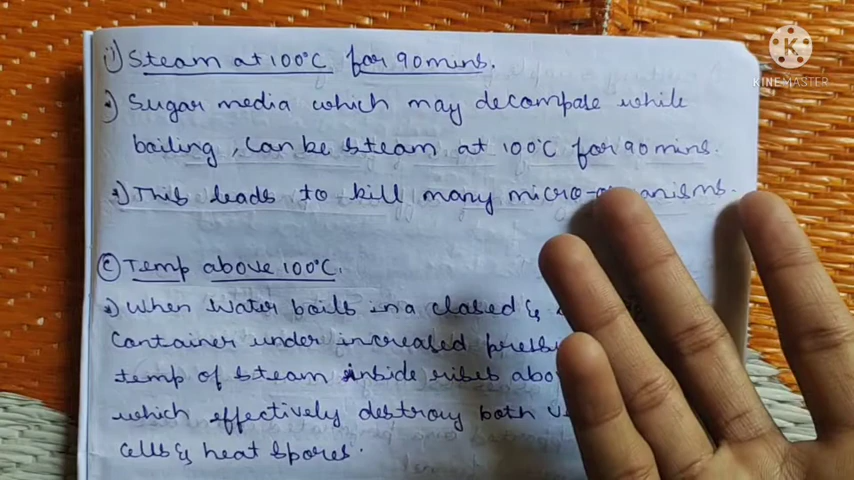 ii) Steam at 100°C for 90mins.
Sugar media which may decompose while
boiling, can be steam at 100°C for 90mins.
This leads to kill many micro-organisms.
C Temp above 100°C.
When water boils in a closed &
container under increased
temp of steam inside rises
which effectively destroy both
cells & heat spores.
K
KINEMASTER